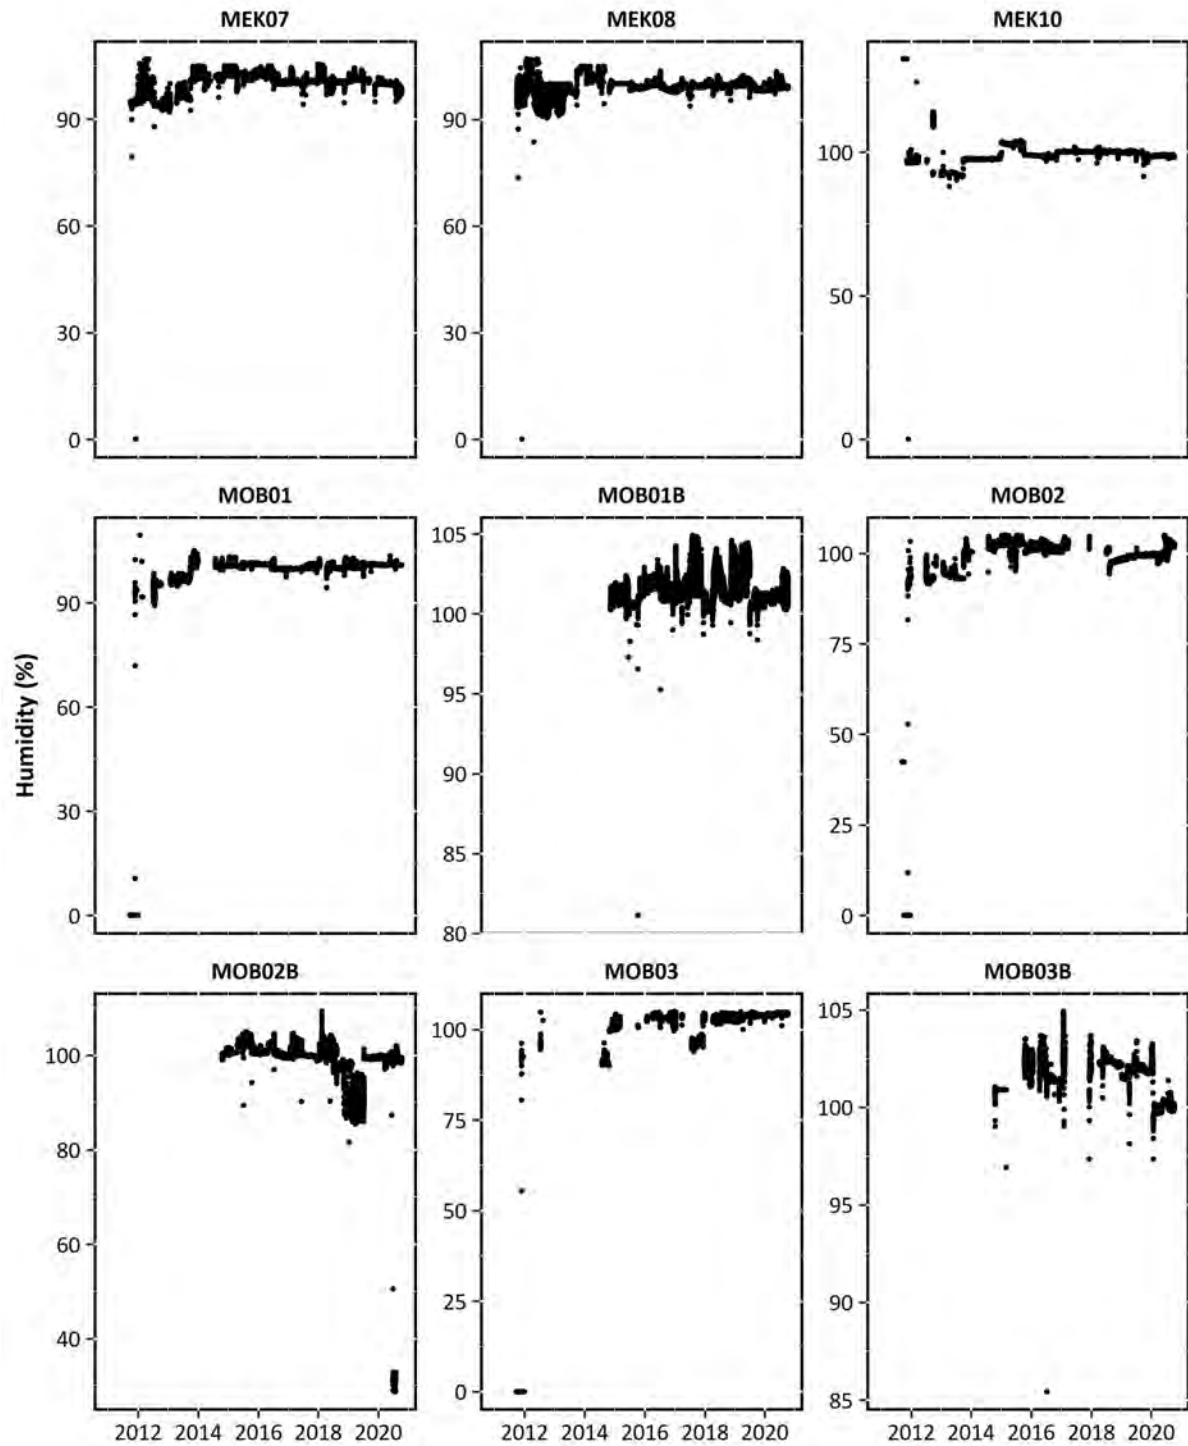 MEK07 MEK08 MEK10
90 90 100
60 60
50
30 30
0 0 0
MOB01 MOB01B MOB02
105
100
90 100
75
60 95
50
90
30
85 25
0 80 0
Humidity (%)
MOB02B MOB03 MOB03B
105
100 100
100
80 75
95
60 50
90
40 25
0 85
2012 2014 2016 2018 2020 2012 2014 2016 2018 2020 2012 2014 2016 2018 2020